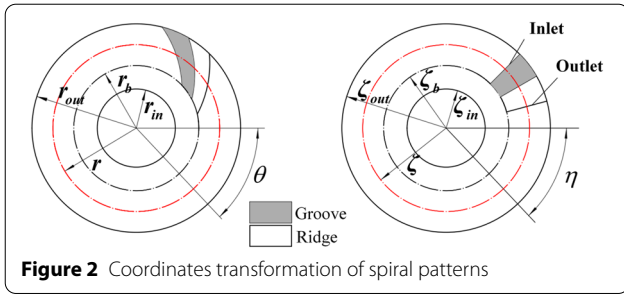 r_out
r_b
r_in
r
θ
Inlet
Outlet
ζ_out
ζ_b
ζ_in
ζ
η
Groove
Ridge
Figure 2 Coordinates transformation of spiral patterns